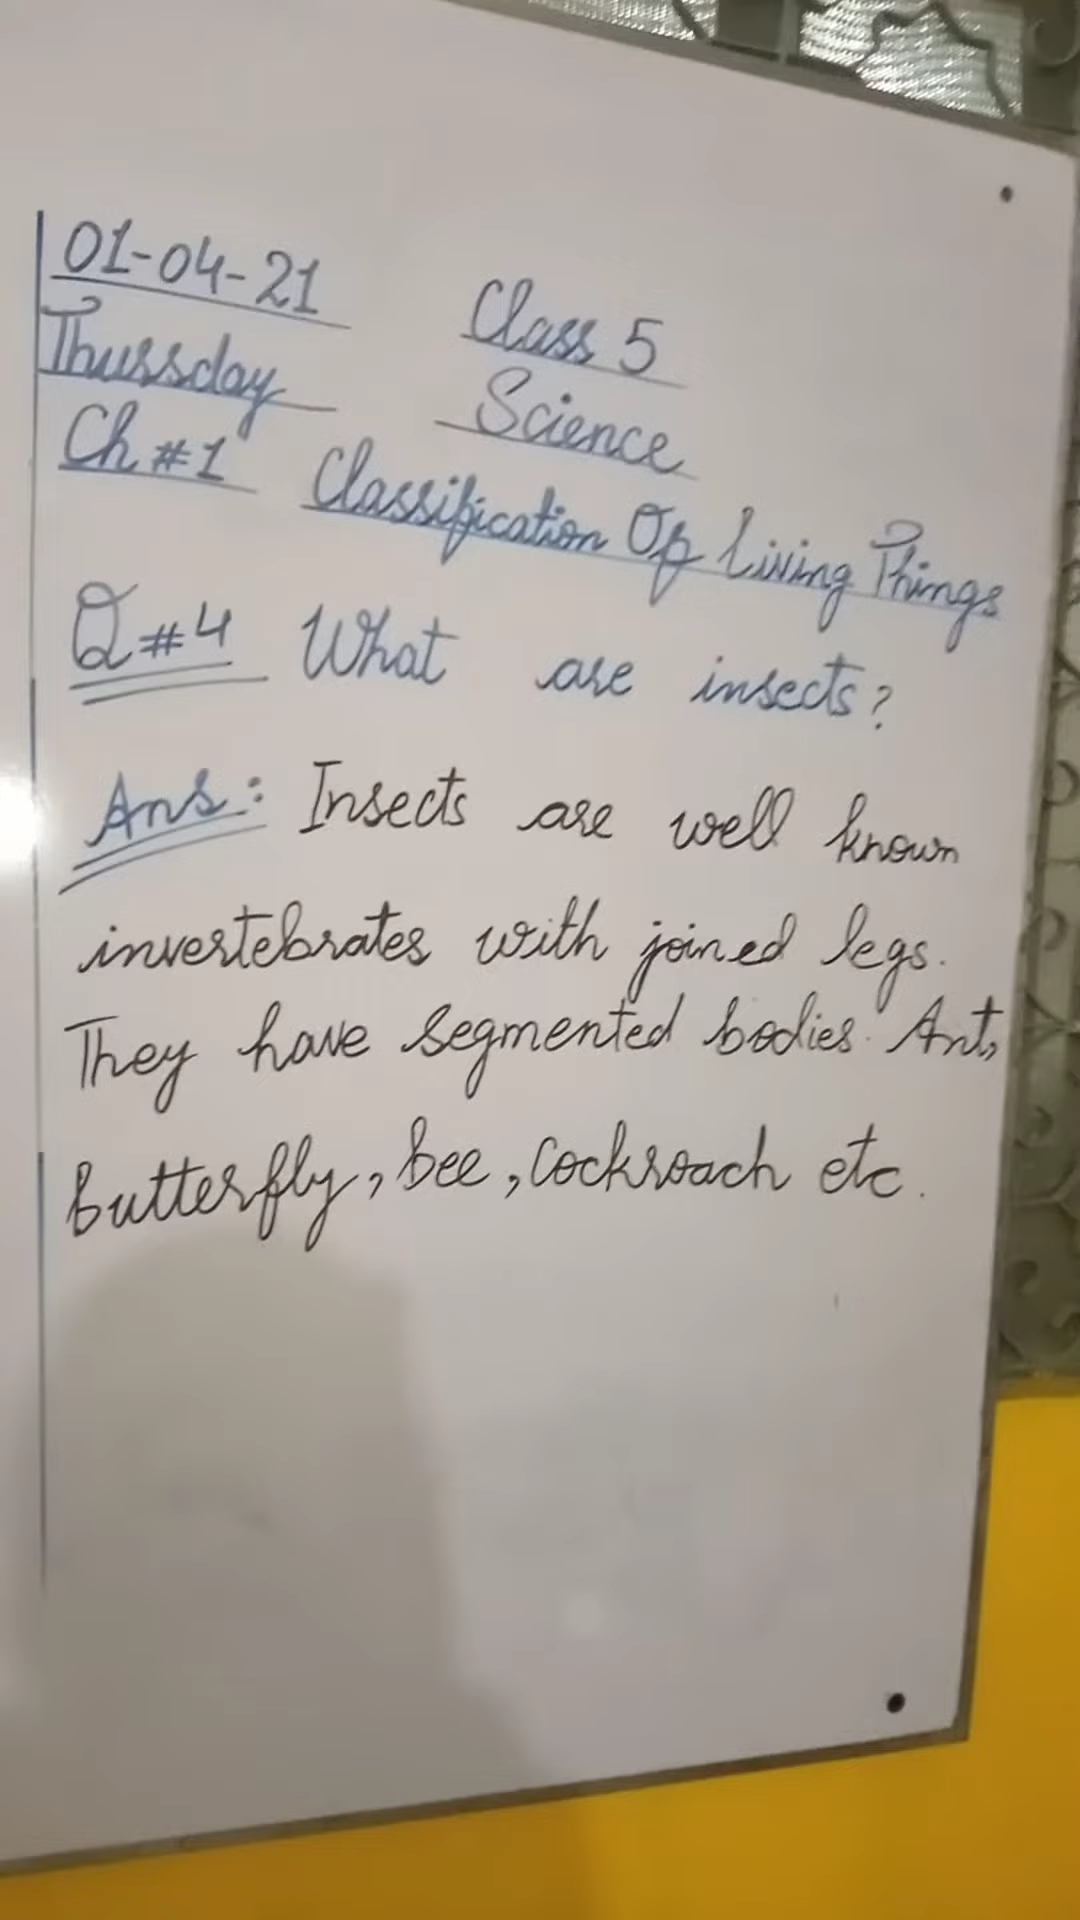 01-04-21
Class 5
Thursday
Science
Ch #1 Classification Of Living Things
Q #4 What are insects?
Ans: Insects are well known
invertebrates with joined legs.
They have segmented bodies. Ant,
butterfly, bee, cockroach etc.